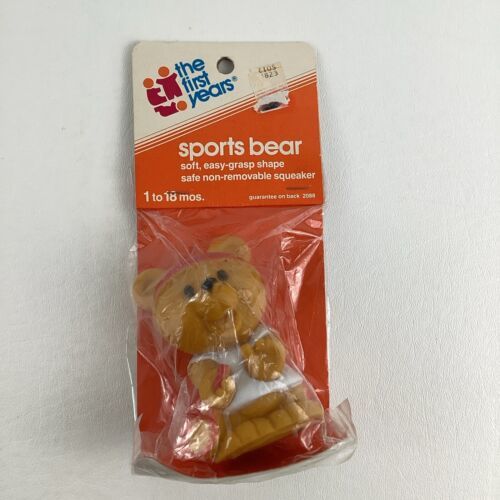 the
first
years®
sports bear
soft, easy-grasp shape
safe non-removable squeaker
1 to 18 mos.
guarantee on back 2088